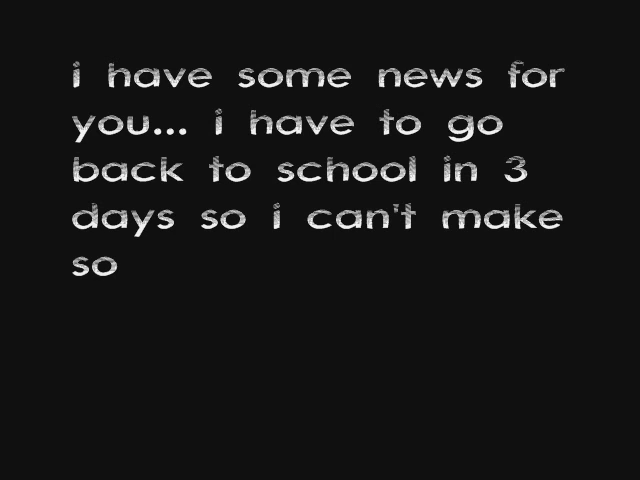 i have some news for
you... i have to go
back to school in 3
days so i can't make
so